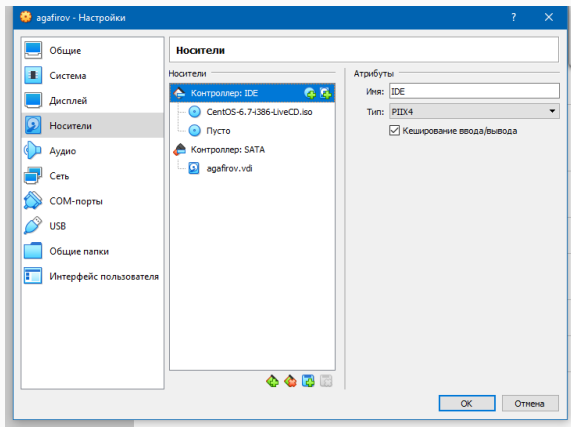 agafirov - Настройки
Общие
Система
Дисплей
Носители
Аудио
Сеть
COM-порты
USB
Общие папки
Интерфейс пользователя
Носители
Носители
Контроллер: IDE
CentOS-6.7-i386-LiveCD.iso
Пусто
Контроллер: SATA
agafirov.vdi
Атрибуты
Имя: IDE
Тип: PIIX4
Кеширование ввода/вывода
OK Отмена